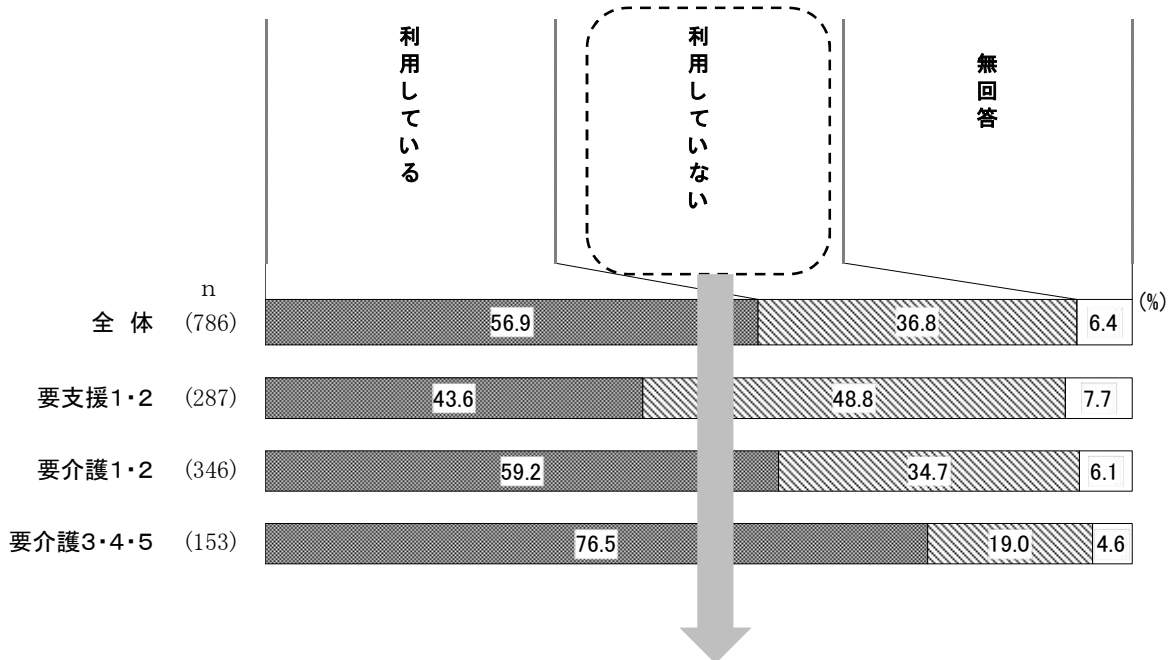 利用している
利用していない
無回答
n
(%)
全 体 (786) 56.9 36.8 6.4
要支援1・2 (287) 43.6 48.8 7.7
要介護1・2 (346) 59.2 34.7 6.1
要介護3・4・5 (153) 76.5 19.0 4.6